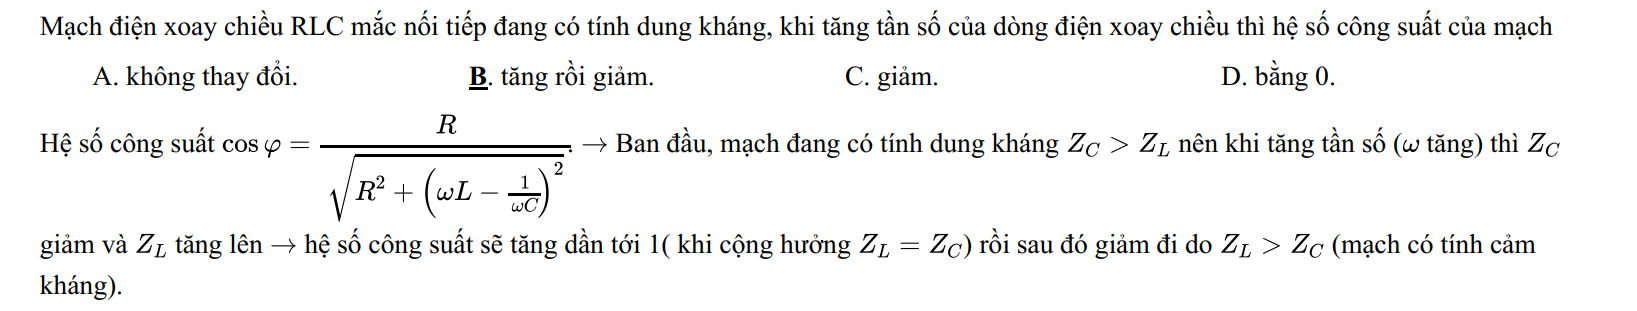 Mạch điện xoay chiều RLC mắc nối tiếp đang có tính dung kháng, khi tăng tần số của dòng điện xoay chiều thì hệ số công suất của mạch
A. không thay đổi. B. tăng rồi giảm. C. giảm. D. bằng 0.
Hệ số công suất $\cos \varphi = \frac{R}{\sqrt{R^2 + \left(\omega L - \frac{1}{\omega C}\right)^2}}.$ → Ban đầu, mạch đang có tính dung kháng $Z_C > Z_L$ nên khi tăng tần số (ω tăng) thì $Z_C$
giảm và $Z_L$ tăng lên → hệ số công suất sẽ tăng dần tới 1( khi cộng hưởng $Z_L = Z_C$) rồi sau đó giảm đi do $Z_L > Z_C$ (mạch có tính cảm
kháng).